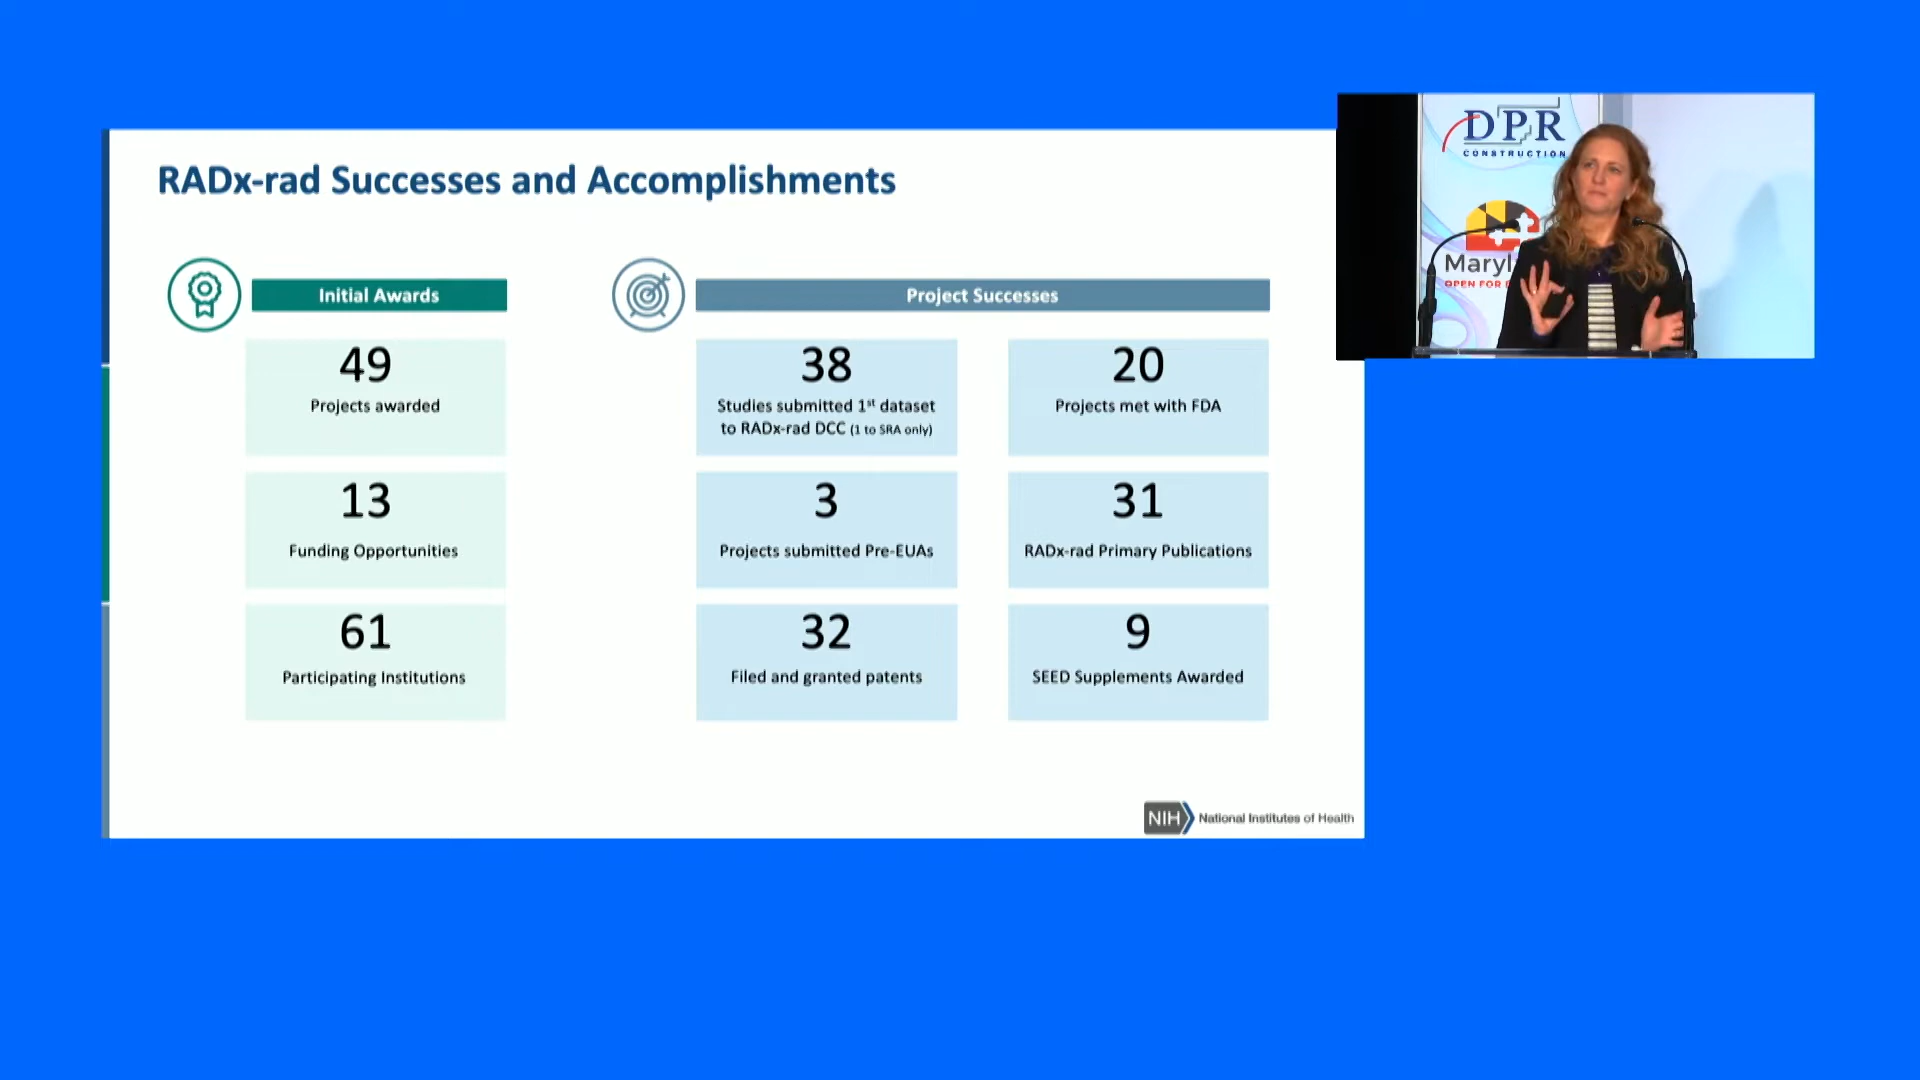 RADx-rad Successes and Accomplishments
Initial Awards
49
Projects awarded
13
Funding Opportunities
61
Participating Institutions
Project Successes
38
Studies submitted 1st dataset
to RADx-rad DCC (1 to SRA only)
20
Projects met with FDA
3
Projects submitted Pre-EUAs
31
RADx-rad Primary Publications
32
Filed and granted patents
9
SEED Supplements Awarded
NIH National Institutes of Health
DPR
CONSTRUCTION
OPEN FOR